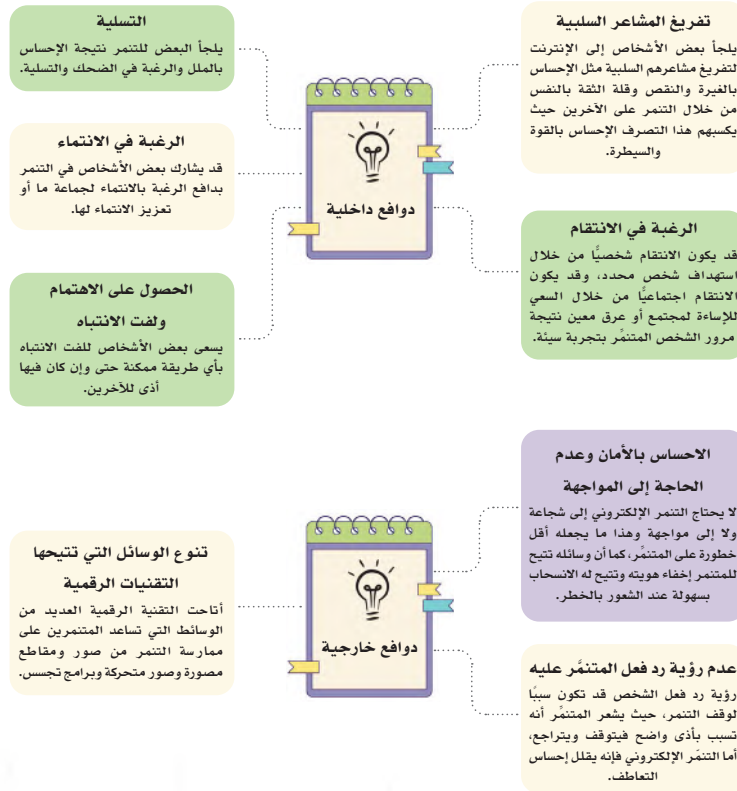 تفريغ المشاعر السلبية
يلجأ بعض الأشخاص إلى الإنترنت
لتفريغ مشاعرهم السلبية مثل الإحساس
بالغيرة والنقص وقلة الثقة بالنفس
من خلال التنمر على الآخرين حيث
يكسبهم هذا التصرف الإحساس بالقوة
والسيطرة.
التسلية
يلجأ البعض للتنمر نتيجة الإحساس
بالملل والرغبة في الضحك والتسلية.
الرغبة في الانتماء
قد يشارك بعض الأشخاص في التنمر
بدافع الرغبة بالانتماء لجماعة ما أو
تعزيز الانتماء لها.
دوافع داخلية
الرغبة في الانتقام
قد يكون الانتقام شخصيًّا من خلال
استهداف شخص محدد، وقد يكون
الانتقام اجتماعيًّا من خلال السعي
للإساءة لمجتمع أو عرق معين نتيجة
مرور الشخص المتنمِّر بتجربة سيئة.
الحصول على الاهتمام
ولفت الانتباه
يسعى بعض الأشخاص للفت الانتباه
بأي طريقة ممكنة حتى وإن كان فيها
أذى للآخرين.
الاحساس بالأمان وعدم
الحاجة إلى المواجهة
لا يحتاج التنمر الإلكتروني إلى شجاعة
ولا إلى مواجهة وهذا ما يجعله أقل
خطورة على المتنمِّر، كما أن وسائله تتيح
للمتنمر إخفاء هويته وتتيح له الانسحاب
بسهولة عند الشعور بالخطر.
تنوع الوسائل التي تتيحها
التقنيات الرقمية
أتاحت التقنية الرقمية العديد من
الوسائط التي تساعد المتنمرين على
ممارسة التنمر من صور ومقاطع
مصورة وصور متحركة وبرامج تجسس.
دوافع خارجية
عدم رؤية رد فعل المتنمَّر عليه
رؤية رد فعل الشخص قد تكون سببًا
لوقف التنمر، حيث يشعر المتنمِّر أنه
تسبب بأذى واضح فيتوقف ويتراجع،
أما التنمّر الإلكتروني فإنه يقلل إحساس
التعاطف.